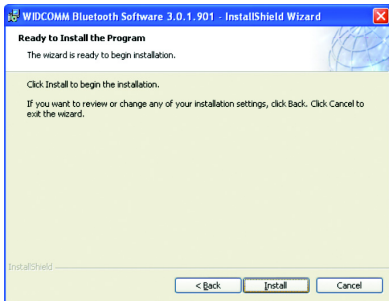 WIDCOMM Bluetooth Software 3.0.1.901 - InstallShield Wizard
Ready to Install the Program
The wizard is ready to begin installation.
Click Install to begin the installation.
If you want to review or change any of your installation settings, click Back. Click Cancel to
exit the wizard.
InstallShield
< Back
Install
Cancel